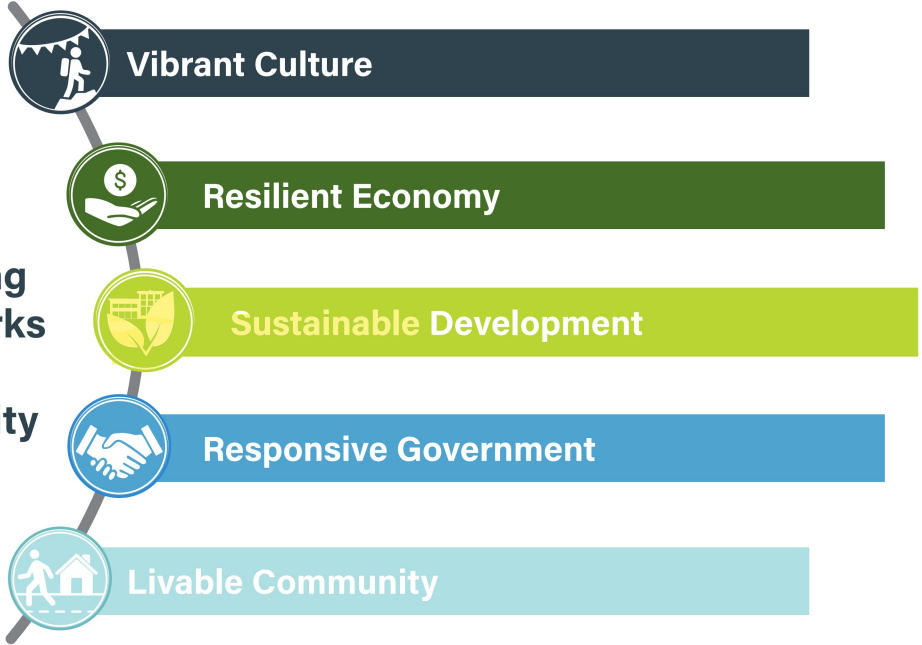 Vibrant Culture
$
Resilient Economy
Sustainable Development
Responsive Government
Livable Community